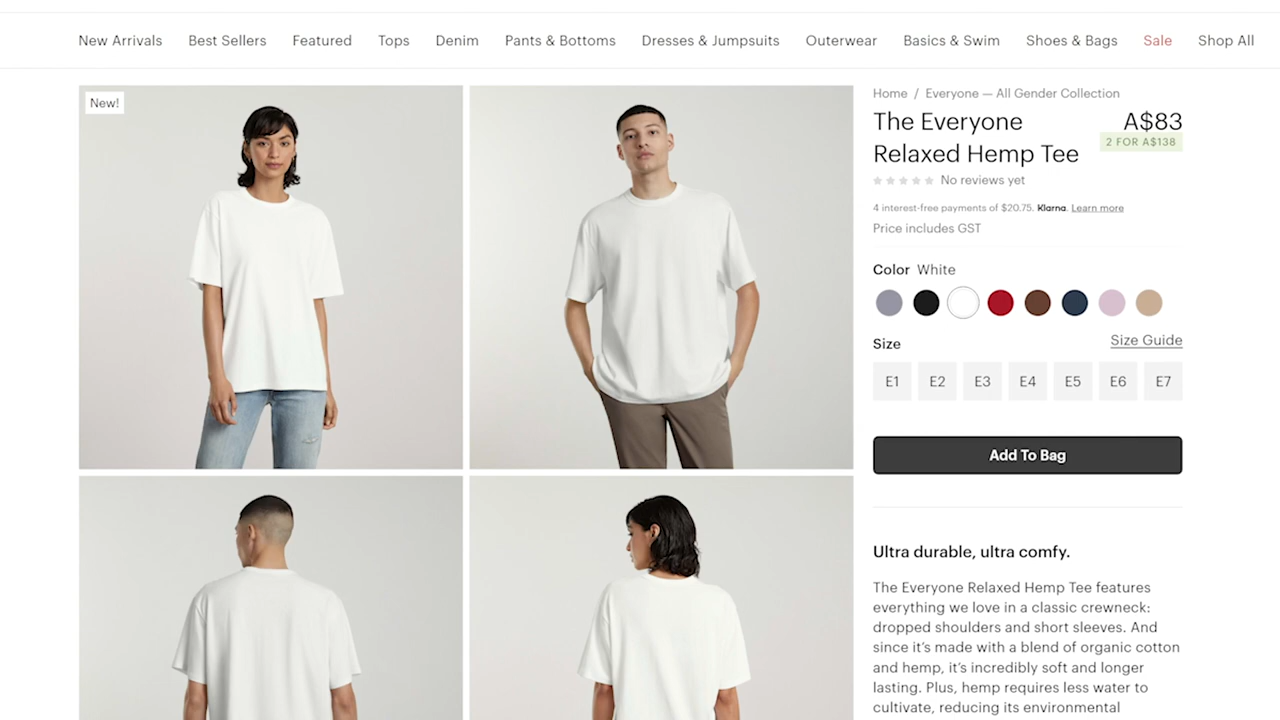 New Arrivals Best Sellers Featured Tops Denim Pants & Bottoms Dresses & Jumpsuits Outerwear Basics & Swim Shoes & Bags Sale Shop All
New!
Home / Everyone — All Gender Collection
The Everyone
Relaxed Hemp Tee
A$83
2 FOR A$138
No reviews yet
4 interest-free payments of $20.75. Klarna. Learn more
Price includes GST
Color White
Size
Size Guide
E1 E2 E3 E4 E5 E6 E7
Add To Bag
Ultra durable, ultra comfy.
The Everyone Relaxed Hemp Tee features
everything we love in a classic crewneck:
dropped shoulders and short sleeves. And
since it's made with a blend of organic cotton
and hemp, it's incredibly soft and longer
lasting. Plus, hemp requires less water to
cultivate, reducing its environmental